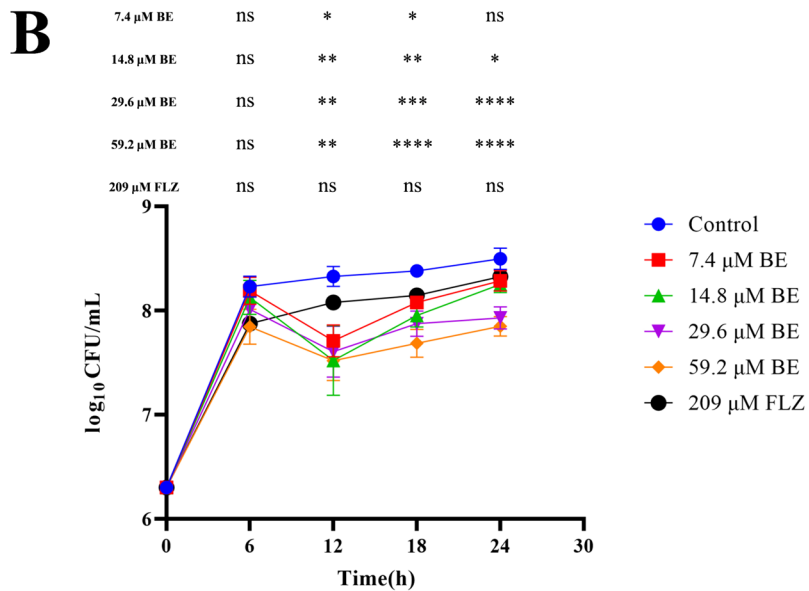 B
7.4 μM BE ns * * ns
14.8 μM BE ns ** ** *
29.6 μM BE ns ** *** ****
59.2 μM BE ns ** **** ****
209 μM FLZ ns ns ns ns
9
8
7
6
log10 CFU/mL
0 6 12 18 24 30
Time(h)
Control
7.4 μM BE
14.8 μM BE
29.6 μM BE
59.2 μM BE
209 μM FLZ